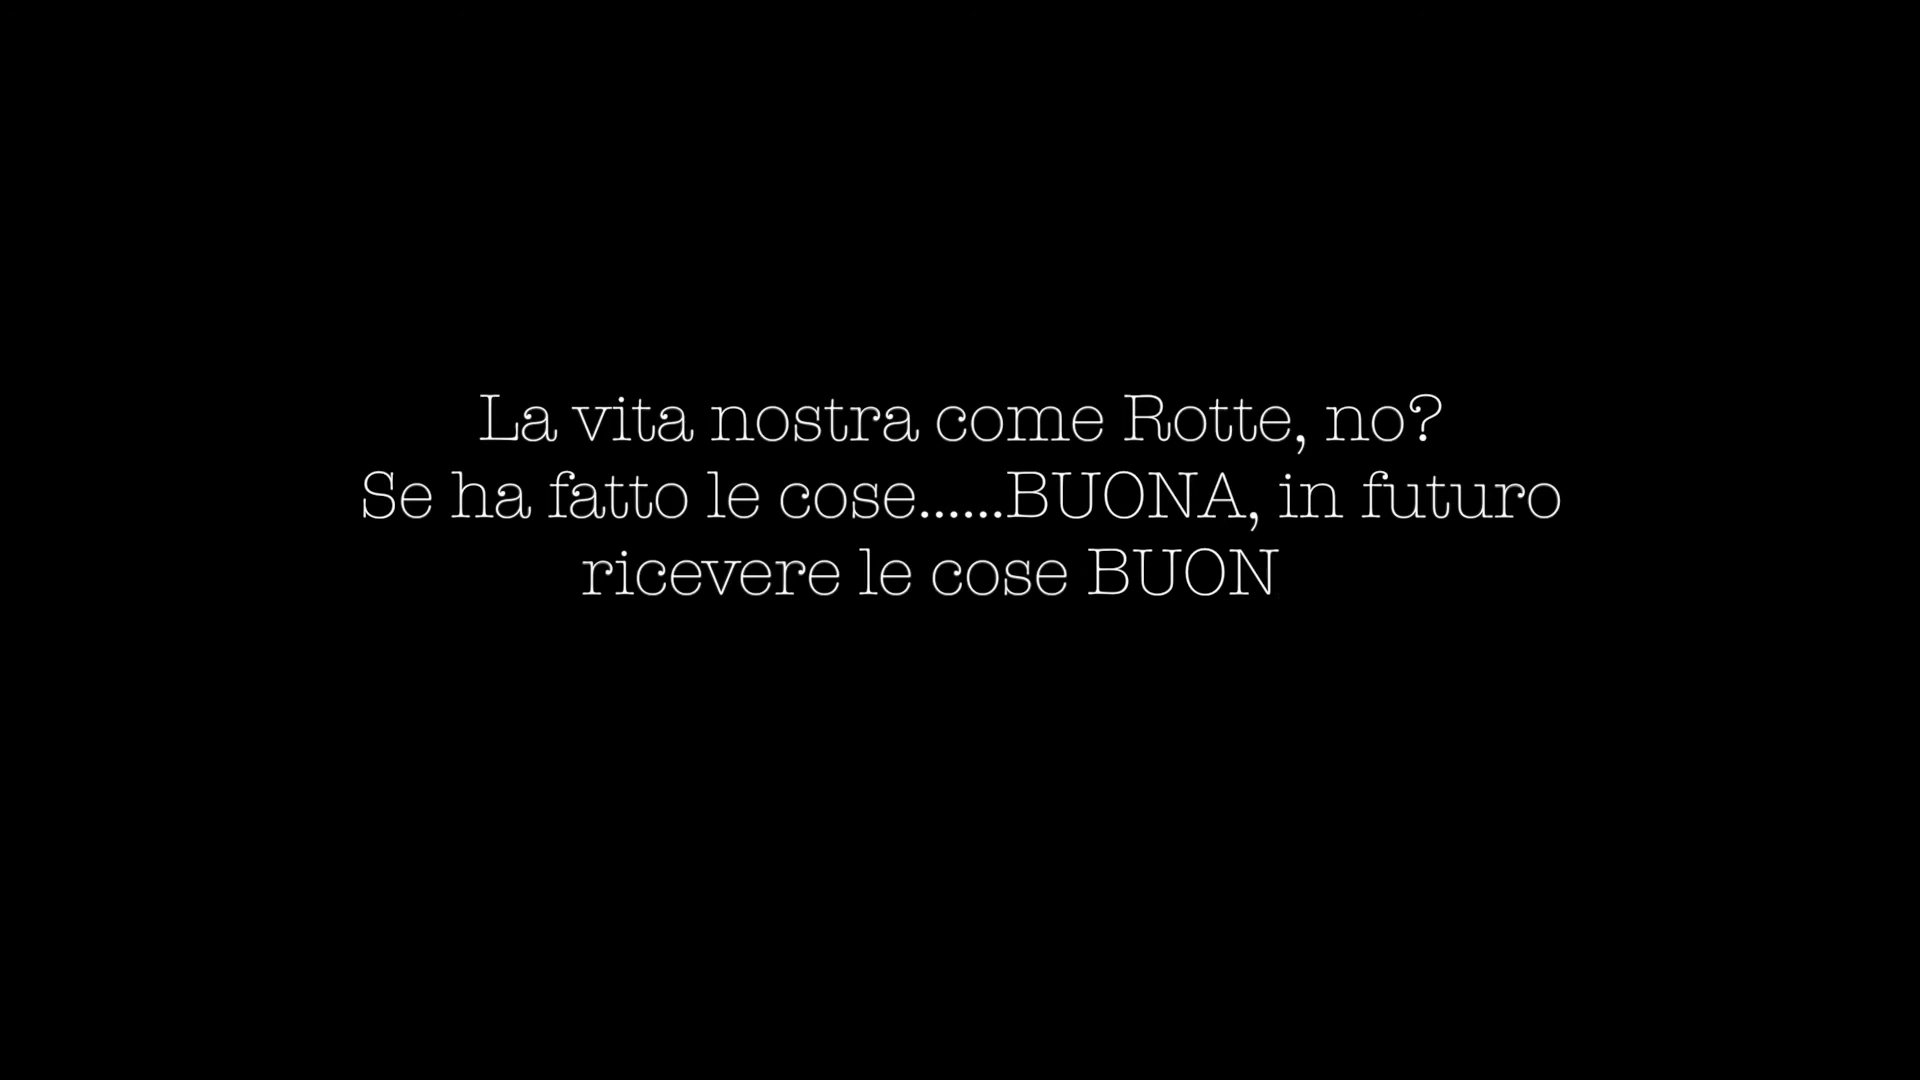 La vita nostra come Rotte, no?
Se ha fatto le cose......BUONA, in futuro
ricevere le cose BUON